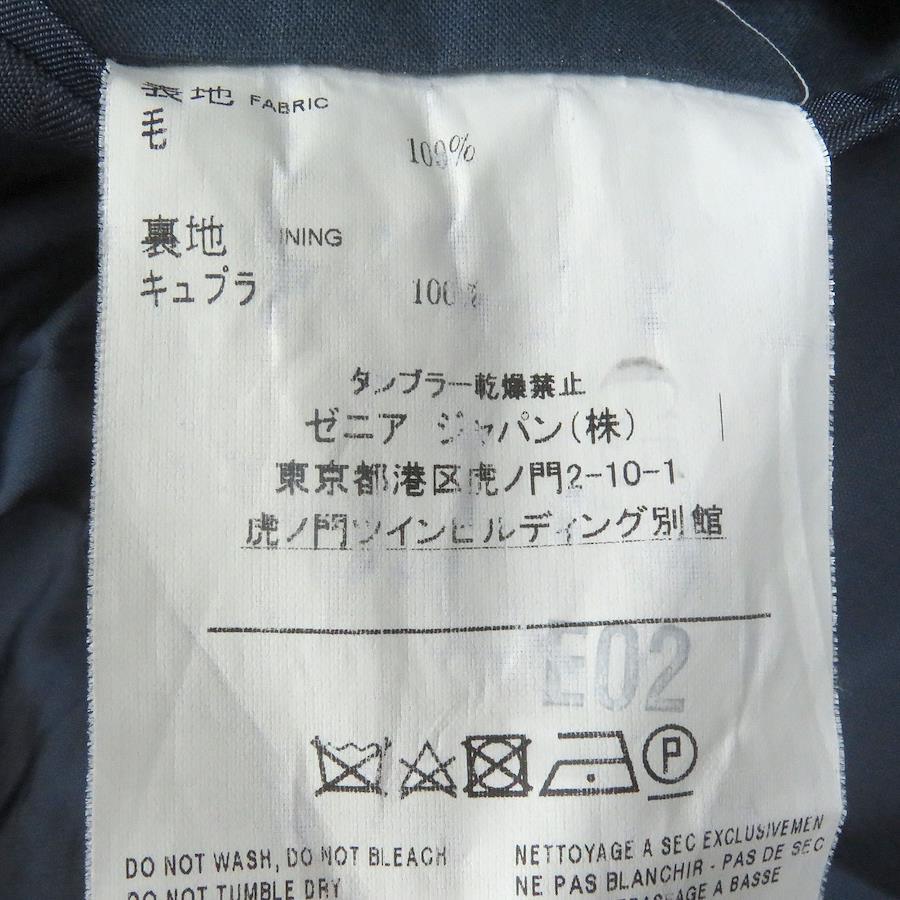 表地 FABRIC
毛 100%
裏地 LINING
キュプラ 100%
タンブラー乾燥禁止
ゼニア ジャパン(株)
東京都港区虎ノ門2-10-1
虎ノ門ツインビルディング別館
E02
P
DO NOT WASH, DO NOT BLEACH
DO NOT TUMBLE DRY
NETTOYAGE A SEC EXCLUSIVEMEN
NE PAS BLANCHIR - PAS DE SEC
A BASSE